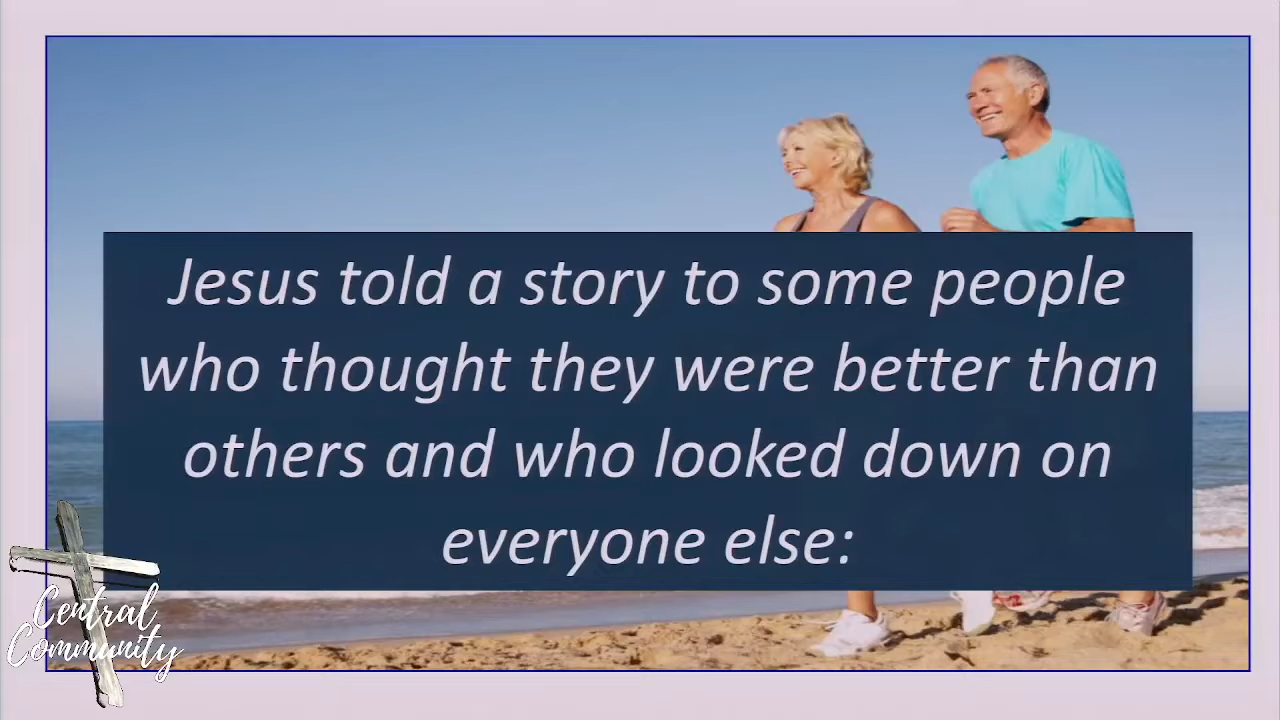 Jesus told a story to some people
who thought they were better than
others and who looked down on
everyone else:
Central
Community